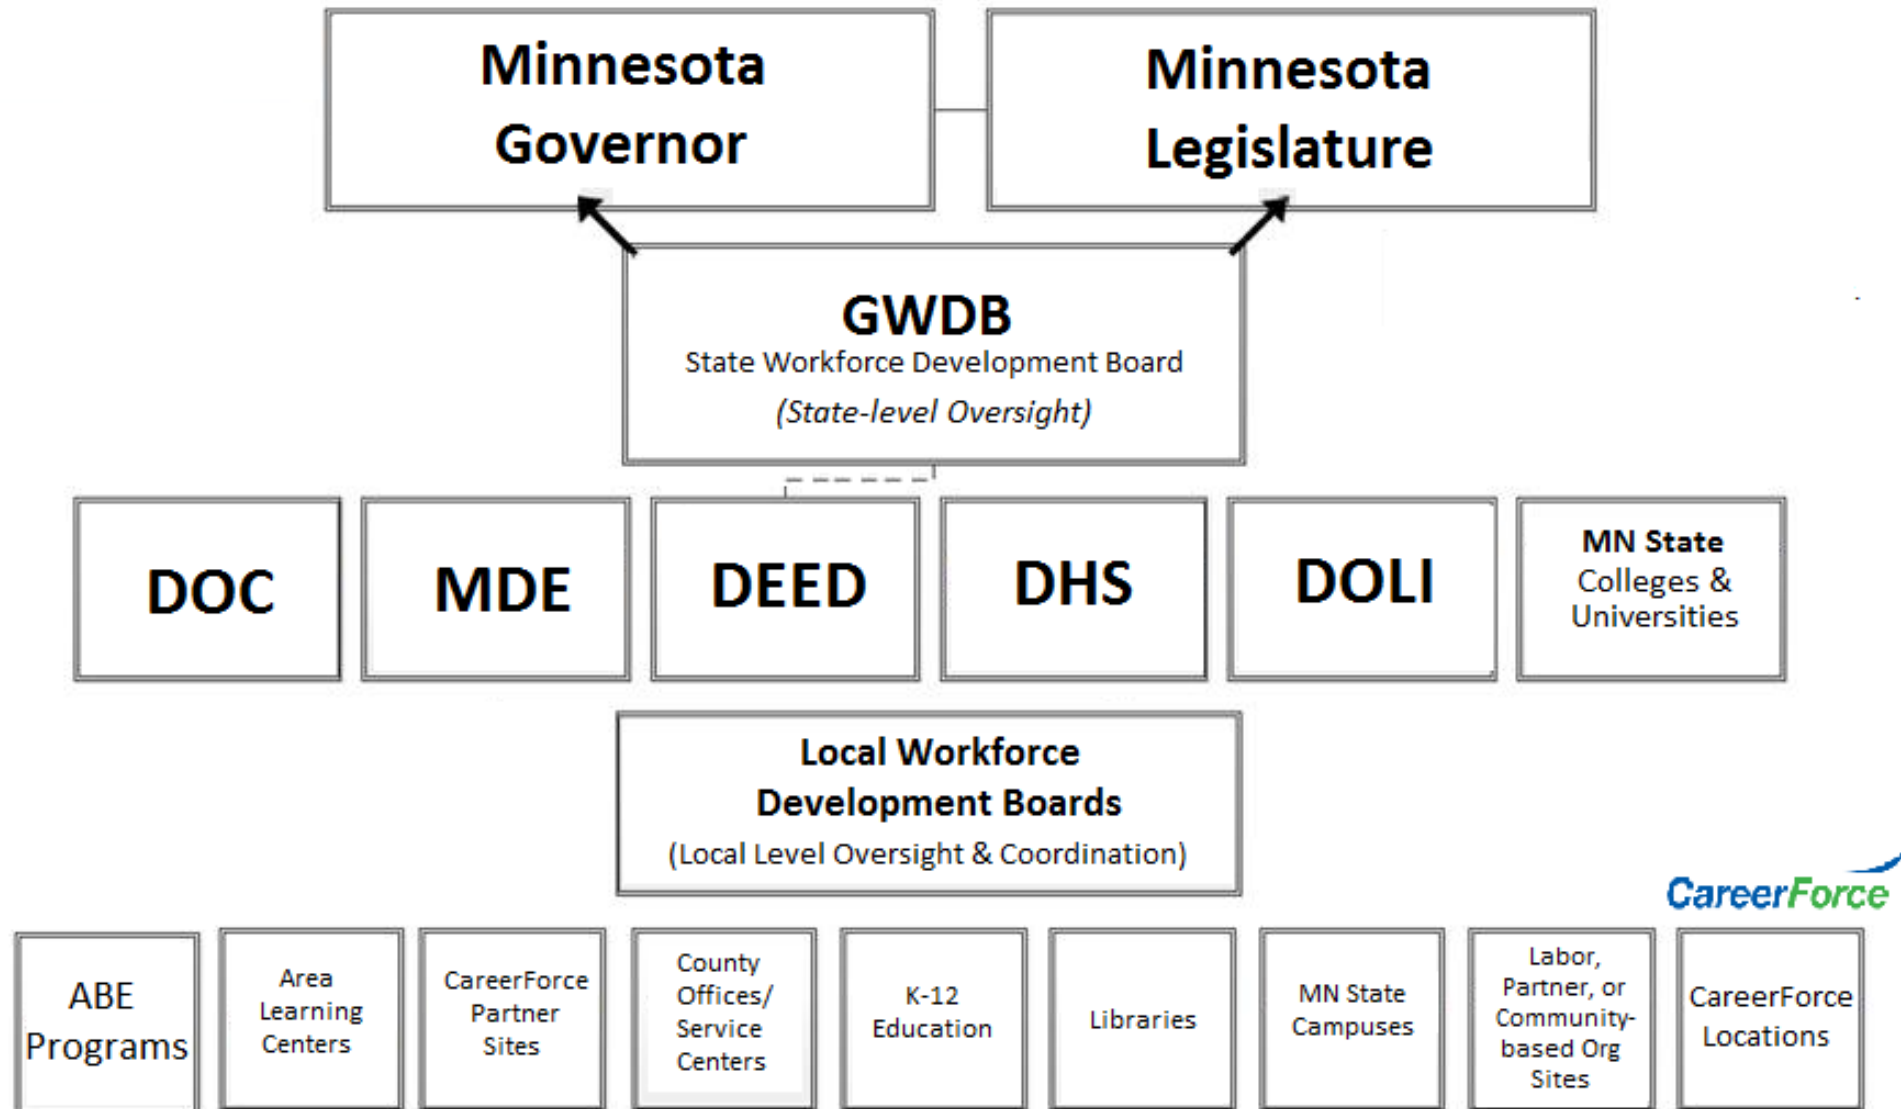 Minnesota
Governor
Minnesota
Legislature
GWDB
State Workforce Development Board
(State-level Oversight)
DOC
MDE
DEED
DHS
DOLI
MN State
Colleges &
Universities
Local Workforce
Development Boards
(Local Level Oversight & Coordination)
CareerForce
ABE
Programs
Area
Learning
Centers
CareerForce
Partner
Sites
County
Offices/
Service
Centers
K-12
Education
Libraries
MN State
Campuses
Labor,
Partner, or
Community-
based Org
Sites
CareerForce
Locations